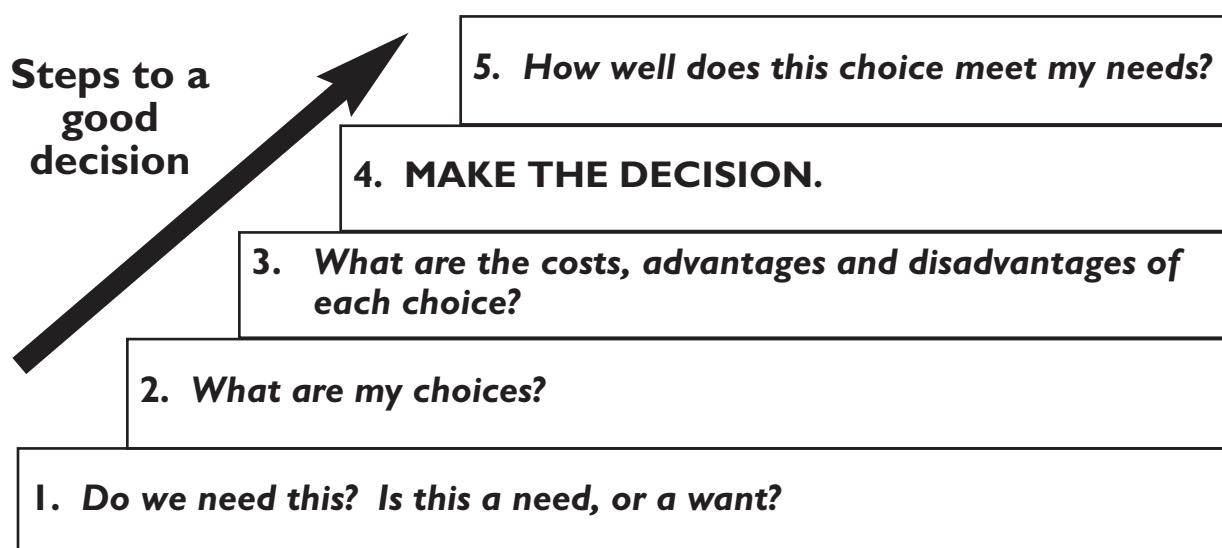 Steps to a
good
decision
5. How well does this choice meet my needs?
4. MAKE THE DECISION.
3. What are the costs, advantages and disadvantages of
each choice?
2. What are my choices?
1. Do we need this? Is this a need, or a want?